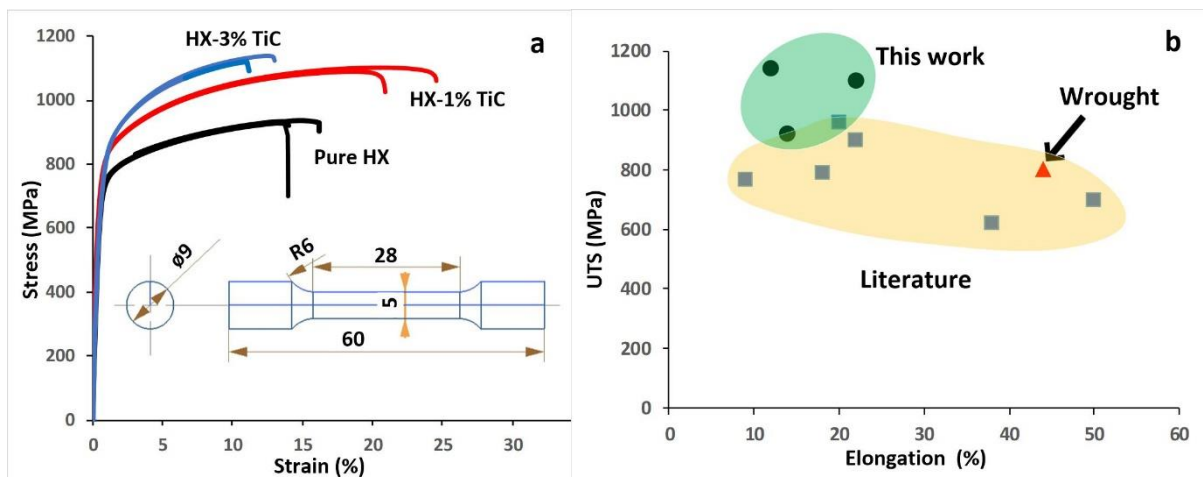 a
Stress (MPa)
1200
1000
800
600
400
200
0
HX-3% TiC
HX-1% TiC
Pure HX
ø9
R6
28
5
60
0 5 10 15 20 25 30
Strain (%)
b
UTS (MPa)
1200
1000
800
600
400
200
0
This work
Wrought
Literature
0 10 20 30 40 50 60
Elongation (%)